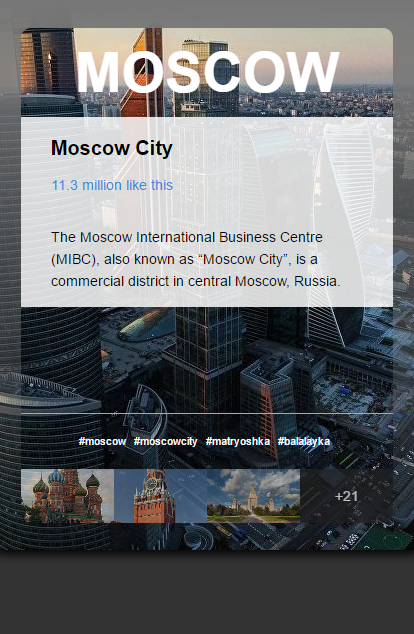 MOSCOW
Moscow City
11.3 million like this
The Moscow International Business Centre
(MIBC), also known as “Moscow City”, is a
commercial district in central Moscow, Russia.
#moscow #moscowcity #matryoshka #balalayka
+21